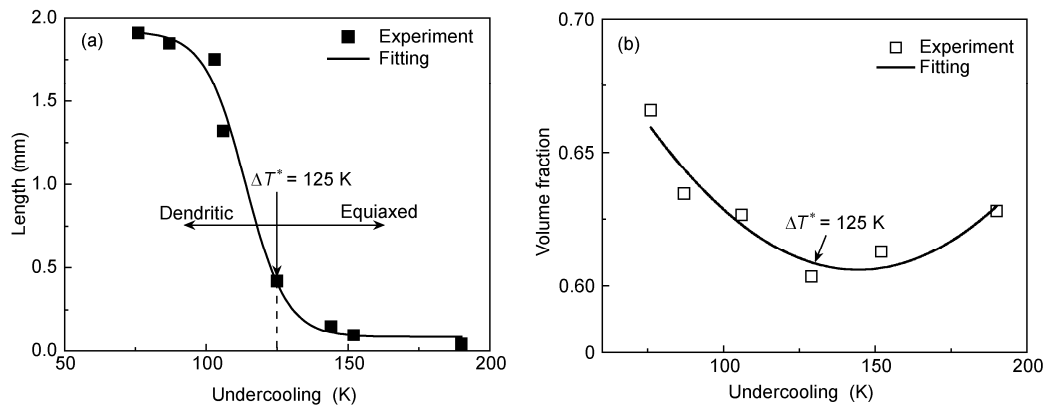 (a)
Experiment
Fitting
ΔT* = 125 K
Dendritic
Equiaxed
2.0
1.5
1.0
0.5
0.0
Length (mm)
50
100
150
200
Undercooling (K)
(b)
Experiment
Fitting
ΔT* = 125 K
0.70
0.65
0.60
0
Volume fraction
100
150
200
Undercooling (K)